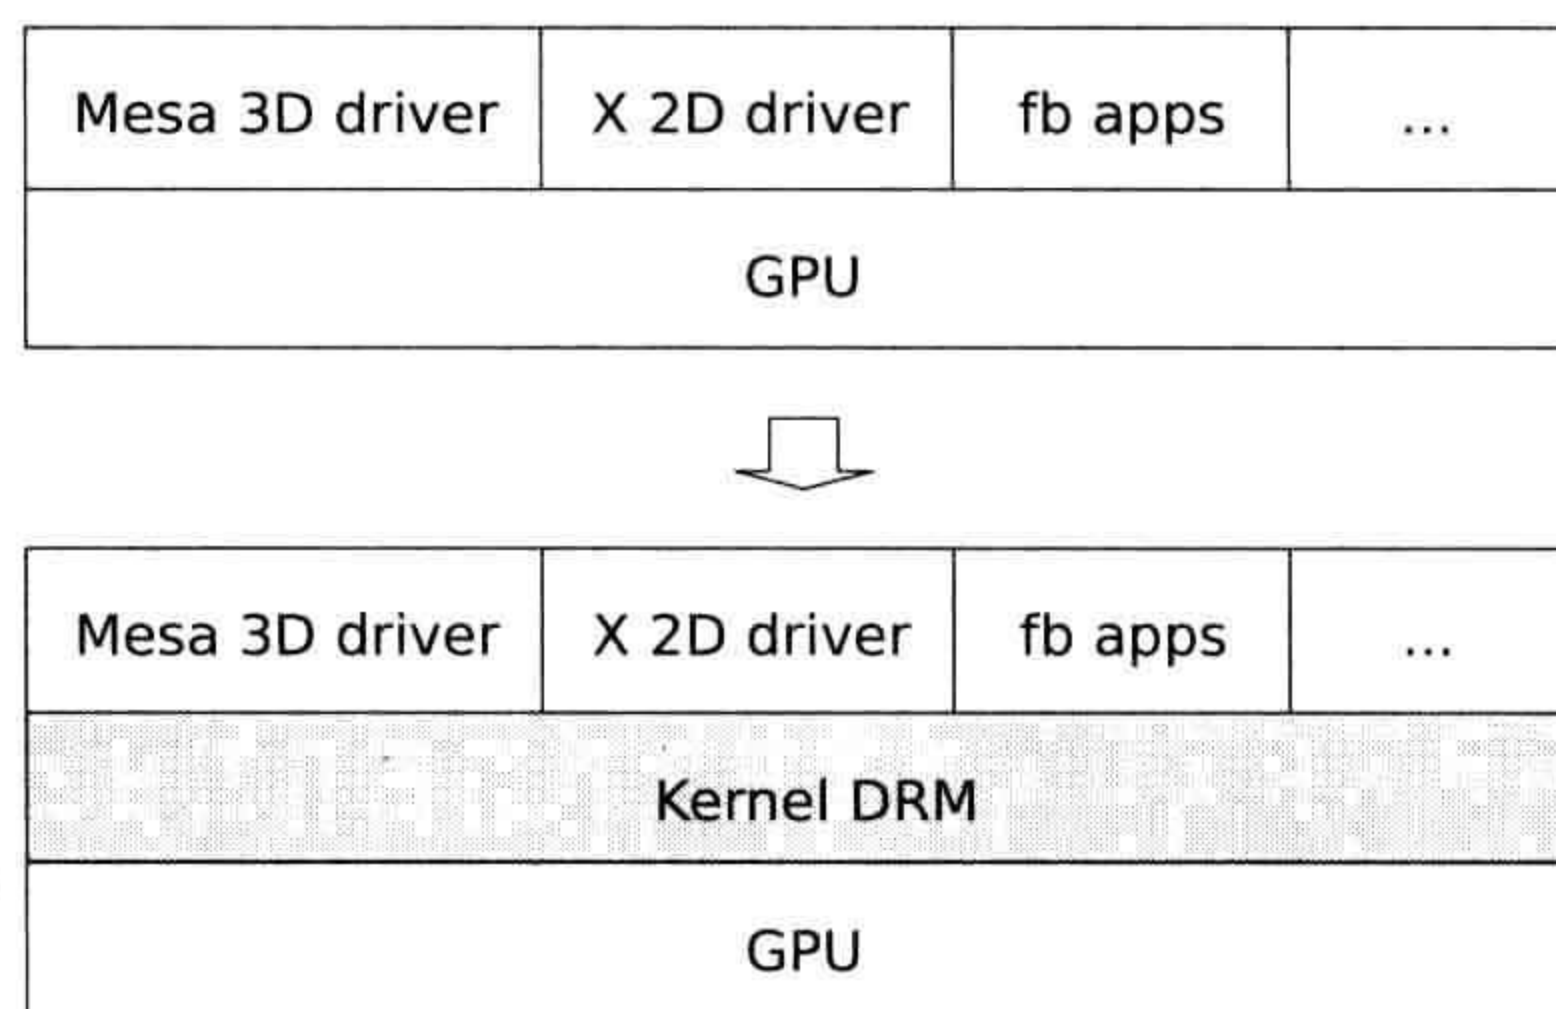 Mesa 3D driver X 2D driver fb apps ...
GPU
Mesa 3D driver X 2D driver fb apps ...
Kernel DRM
GPU